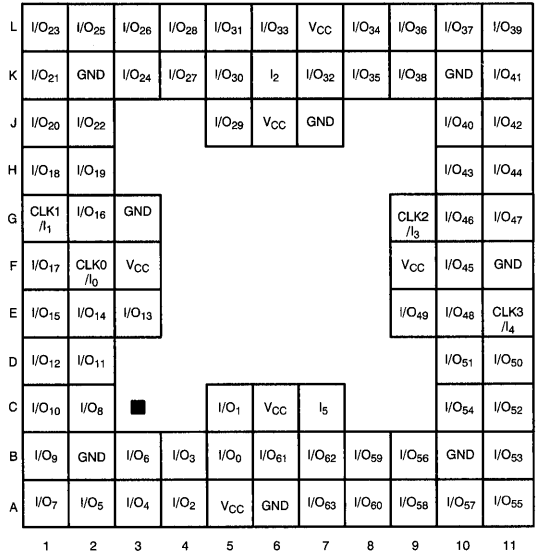 L I/O23 I/O25 I/O26 I/O28 I/O31 I/O33 VCC I/O34 I/O36 I/O37 I/O39
K I/O21 GND I/O24 I/O27 I/O30 I2 I/O32 I/O35 I/O38 GND I/O41
J I/O20 I/O22 I/O29 VCC GND I/O40 I/O42
H I/O18 I/O19 I/O43 I/O44
G CLK1/I1 I/O16 GND CLK2/I3 I/O46 I/O47
F I/O17 CLK0/I0 VCC VCC I/O45 GND
E I/O15 I/O14 I/O13 I/O49 I/O48 CLK3/I4
D I/O12 I/O11 I/O51 I/O50
C I/O10 I/O8 I/O1 VCC I5 I/O54 I/O52
B I/O9 GND I/O6 I/O3 I/O0 I/O61 I/O62 I/O59 I/O56 GND I/O53
A I/O7 I/O5 I/O4 I/O2 VCC GND I/O63 I/O60 I/O58 I/O57 I/O55
1 2 3 4 5 6 7 8 9 10 11